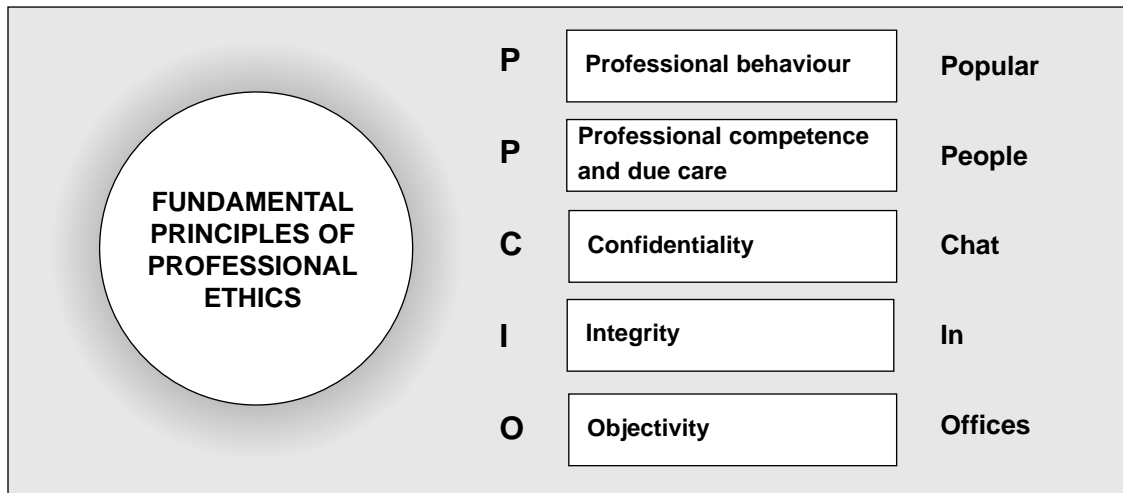 FUNDAMENTAL
PRINCIPLES OF
PROFESSIONAL
ETHICS
P Professional behaviour Popular
P Professional competence
and due care People
C Confidentiality Chat
I Integrity In
O Objectivity Offices